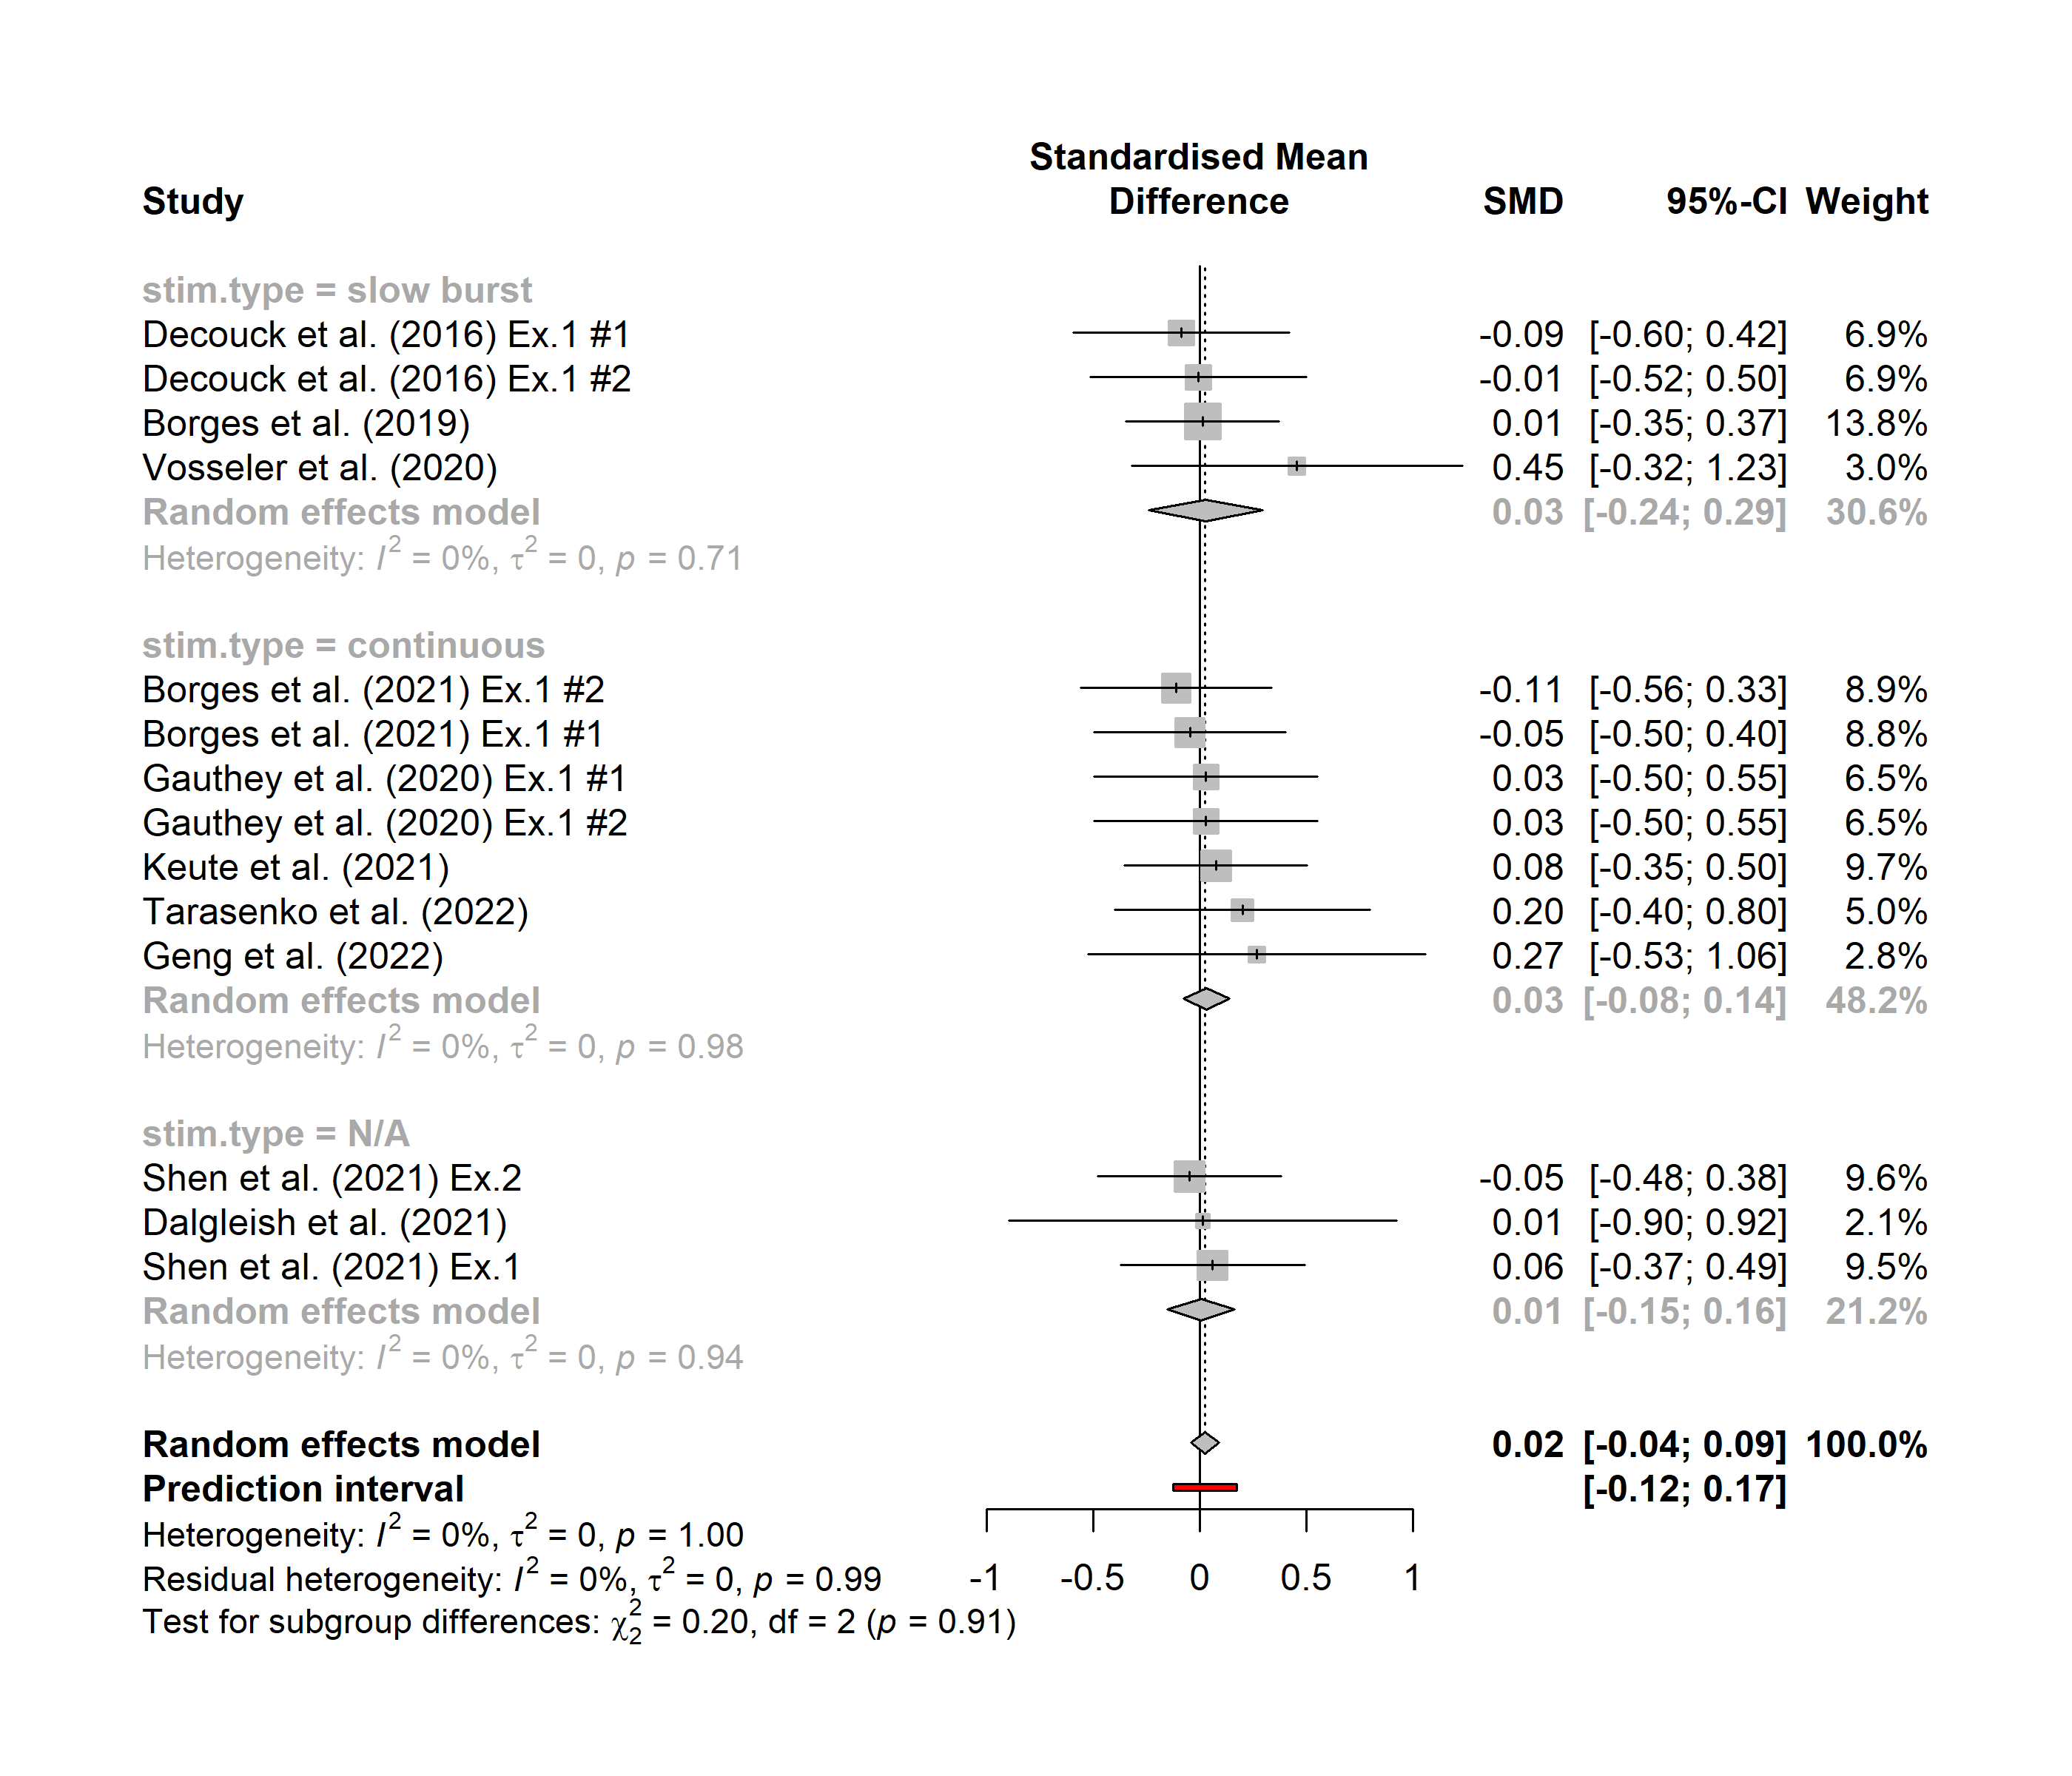 Standardised Mean
Study Difference SMD 95%-CI Weight
stim.type = slow burst
Decouck et al. (2016) Ex.1 #1 -0.09 [-0.60; 0.42] 6.9%
Decouck et al. (2016) Ex.1 #2 -0.01 [-0.52; 0.50] 6.9%
Borges et al. (2019) 0.01 [-0.35; 0.37] 13.8%
Vosseler et al. (2020) 0.45 [-0.32; 1.23] 3.0%
Random effects model 0.03 [-0.24; 0.29] 30.6%
Heterogeneity: I² = 0%, τ² = 0, p = 0.71
stim.type = continuous
Borges et al. (2021) Ex.1 #2 -0.11 [-0.56; 0.33] 8.9%
Borges et al. (2021) Ex.1 #1 -0.05 [-0.50; 0.40] 8.8%
Gauthey et al. (2020) Ex.1 #1 0.03 [-0.50; 0.55] 6.5%
Gauthey et al. (2020) Ex.1 #2 0.03 [-0.50; 0.55] 6.5%
Keute et al. (2021) 0.08 [-0.35; 0.50] 9.7%
Tarasenko et al. (2022) 0.20 [-0.40; 0.80] 5.0%
Geng et al. (2022) 0.27 [-0.53; 1.06] 2.8%
Random effects model 0.03 [-0.08; 0.14] 48.2%
Heterogeneity: I² = 0%, τ² = 0, p = 0.98
stim.type = N/A
Shen et al. (2021) Ex.2 -0.05 [-0.48; 0.38] 9.6%
Dalgleish et al. (2021) 0.01 [-0.90; 0.92] 2.1%
Shen et al. (2021) Ex.1 0.06 [-0.37; 0.49] 9.5%
Random effects model 0.01 [-0.15; 0.16] 21.2%
Heterogeneity: I² = 0%, τ² = 0, p = 0.94
Random effects model 0.02 [-0.04; 0.09] 100.0%
Prediction interval [-0.12; 0.17]
Heterogeneity: I² = 0%, τ² = 0, p = 1.00
Residual heterogeneity: I² = 0%, τ² = 0, p = 0.99 -1 -0.5 0 0.5 1
Test for subgroup differences: χ²₂ = 0.20, df = 2 (p = 0.91)